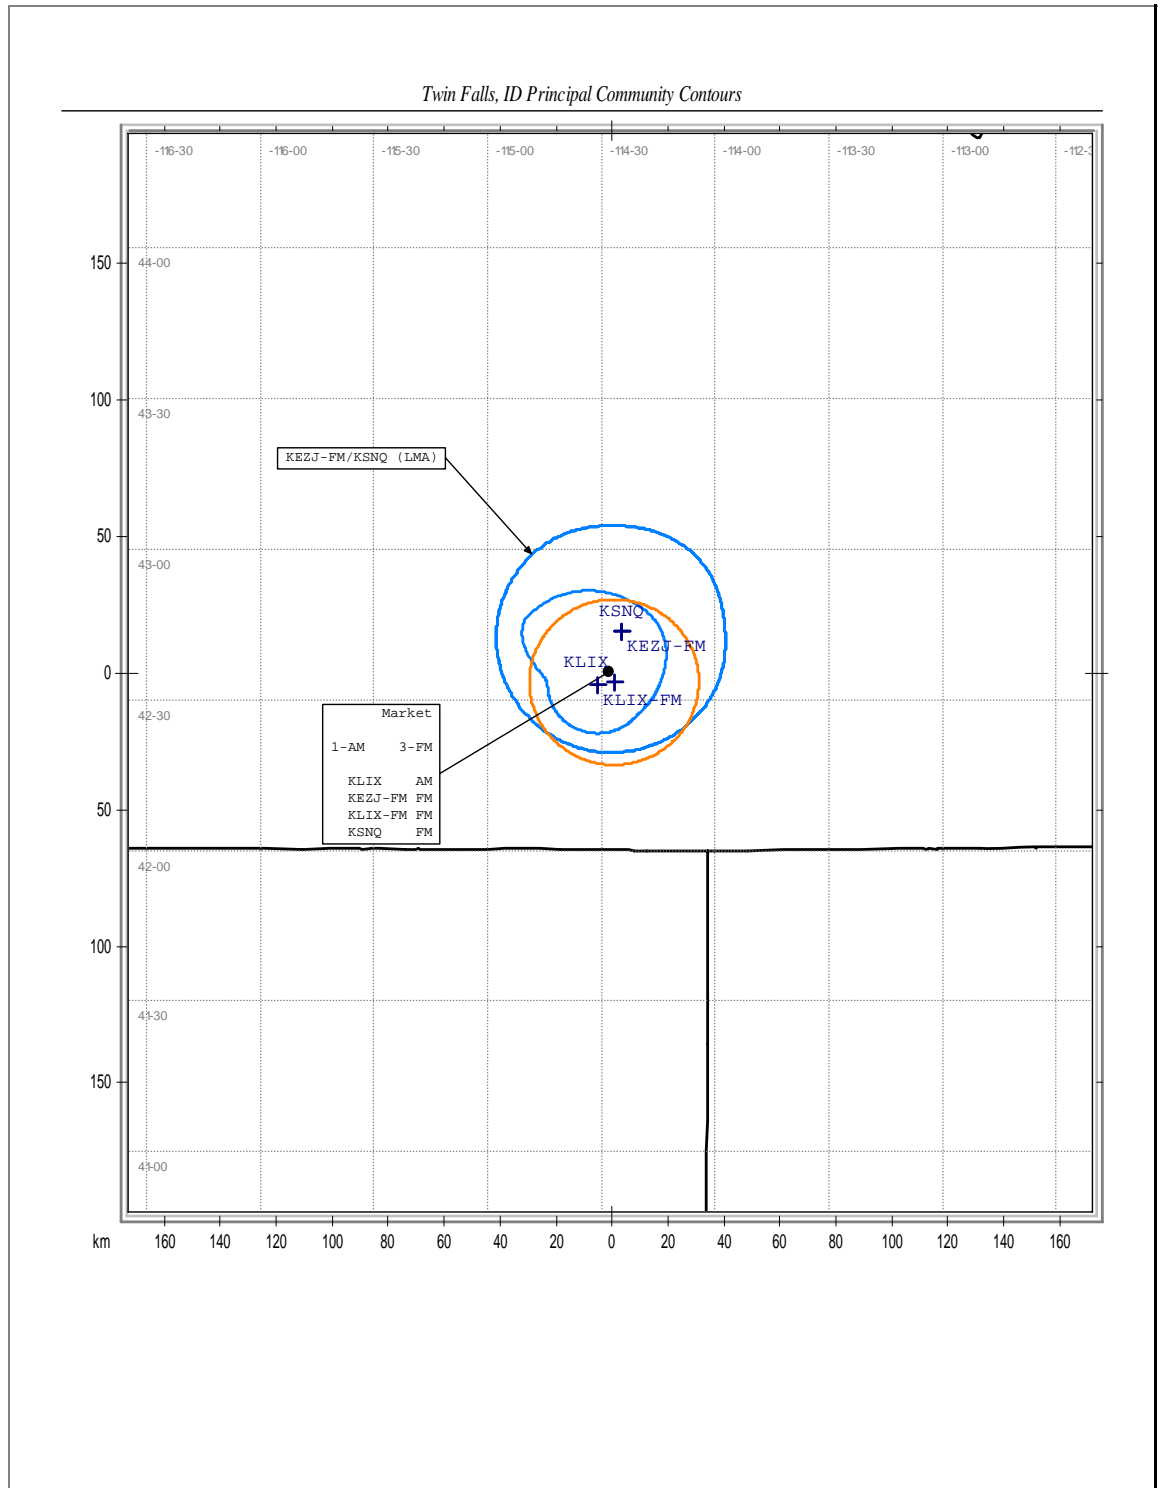 Twin Falls, ID Principal Community Contours
-116-30 -116-00 -115-30 -115-00 -114-30 -114-00 -113-30 -113-00 -112-3
150
44-00
100
43-30
KEZJ-FM/KSNQ (LMA)
50
43-00
KSNQ
KEZJ-FM
KLIX
0
KLIX-FM
42-30
Market
1-AM 3-FM
KLIX AM
KEZJ-FM FM
KLIX-FM FM
KSNQ FM
50
42-00
100
41-30
150
41-00
km 160 140 120 100 80 60 40 20 0 20 40 60 80 100 120 140 160